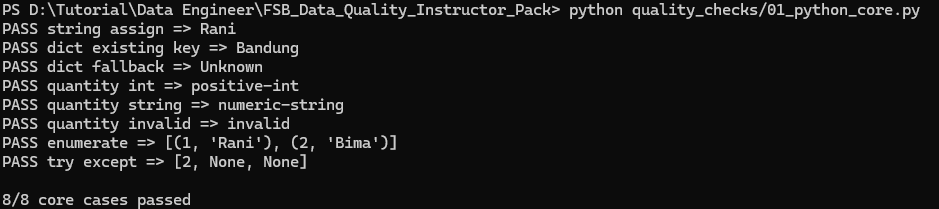 PS D:\Tutorial\Data Engineer\FSB_Data_Quality_Instructor_Pack> python quality_checks/01_python_core.py
PASS string assign => Rani
PASS dict existing key => Bandung
PASS dict fallback => Unknown
PASS quantity int => positive-int
PASS quantity string => numeric-string
PASS quantity invalid => invalid
PASS enumerate => [(1, 'Rani'), (2, 'Bima')]
PASS try except => [2, None, None]
8/8 core cases passed